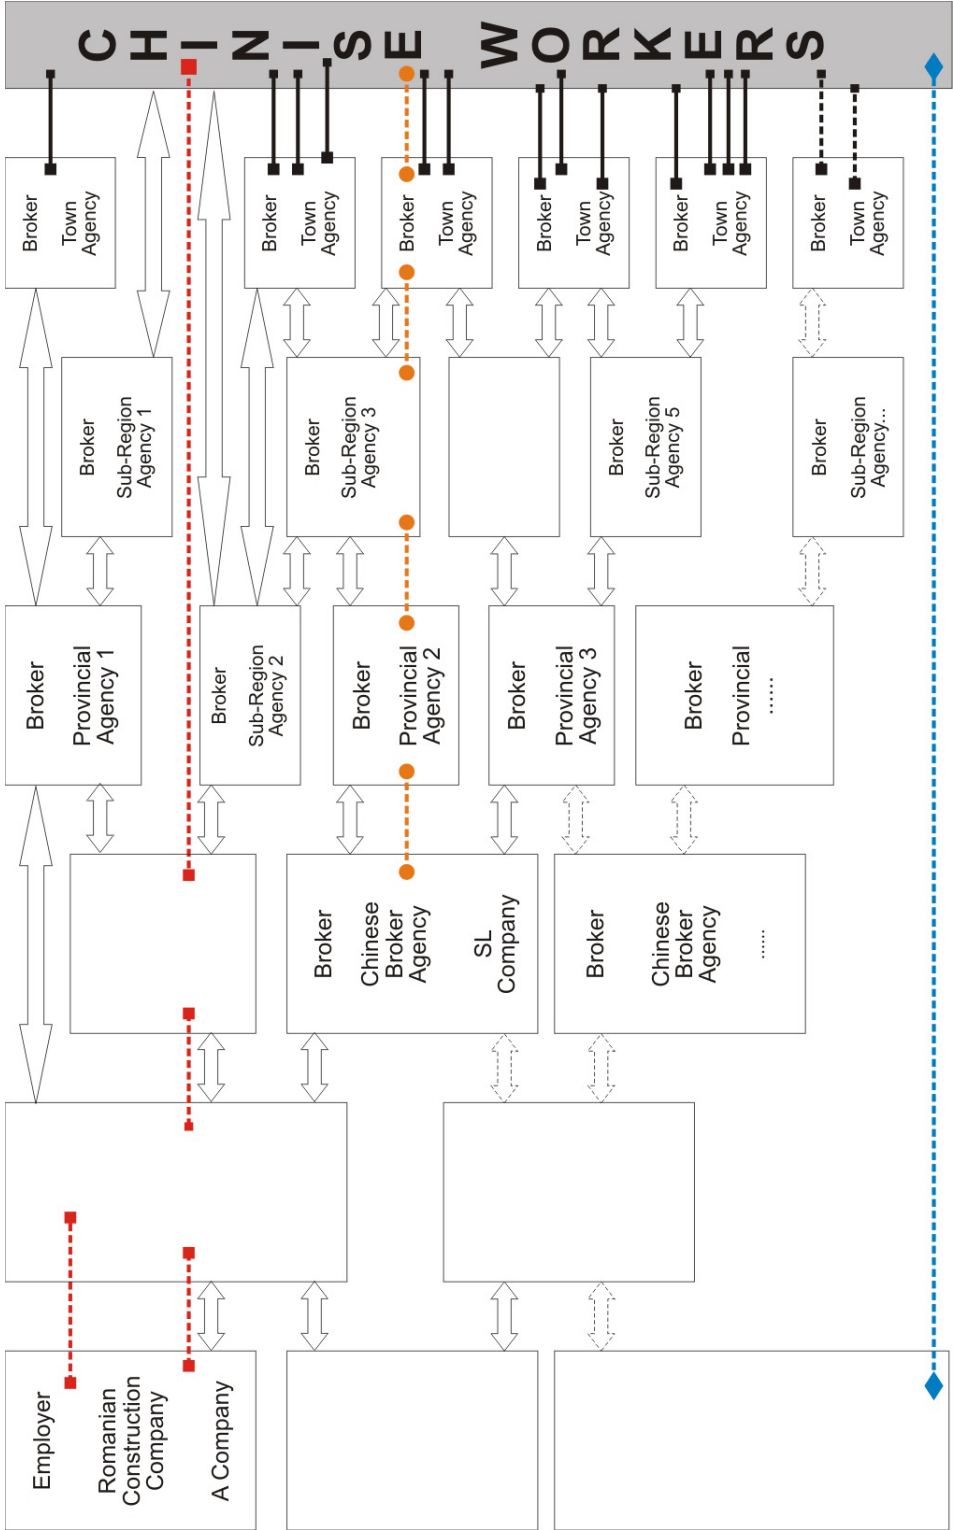 Employer
Romanian
Construction
Company
A Company
Broker
Chinese
Broker
Agency
SL
Company
Broker
Chinese
Broker
Agency
......
Broker
Provincial
Agency 1
Broker
Sub-Region
Agency 2
Broker
Provincial
Agency 2
Broker
Provincial
Agency 3
Broker
Provincial
......
Broker
Sub-Region
Agency 1
Broker
Sub-Region
Agency 3
Broker
Sub-Region
Agency 5
Broker
Sub-Region
Agency...
Broker
Town
Agency
Broker
Town
Agency
Broker
Town
Agency
Broker
Town
Agency
Broker
Town
Agency
Broker
Town
Agency
CHINISE WORKERS